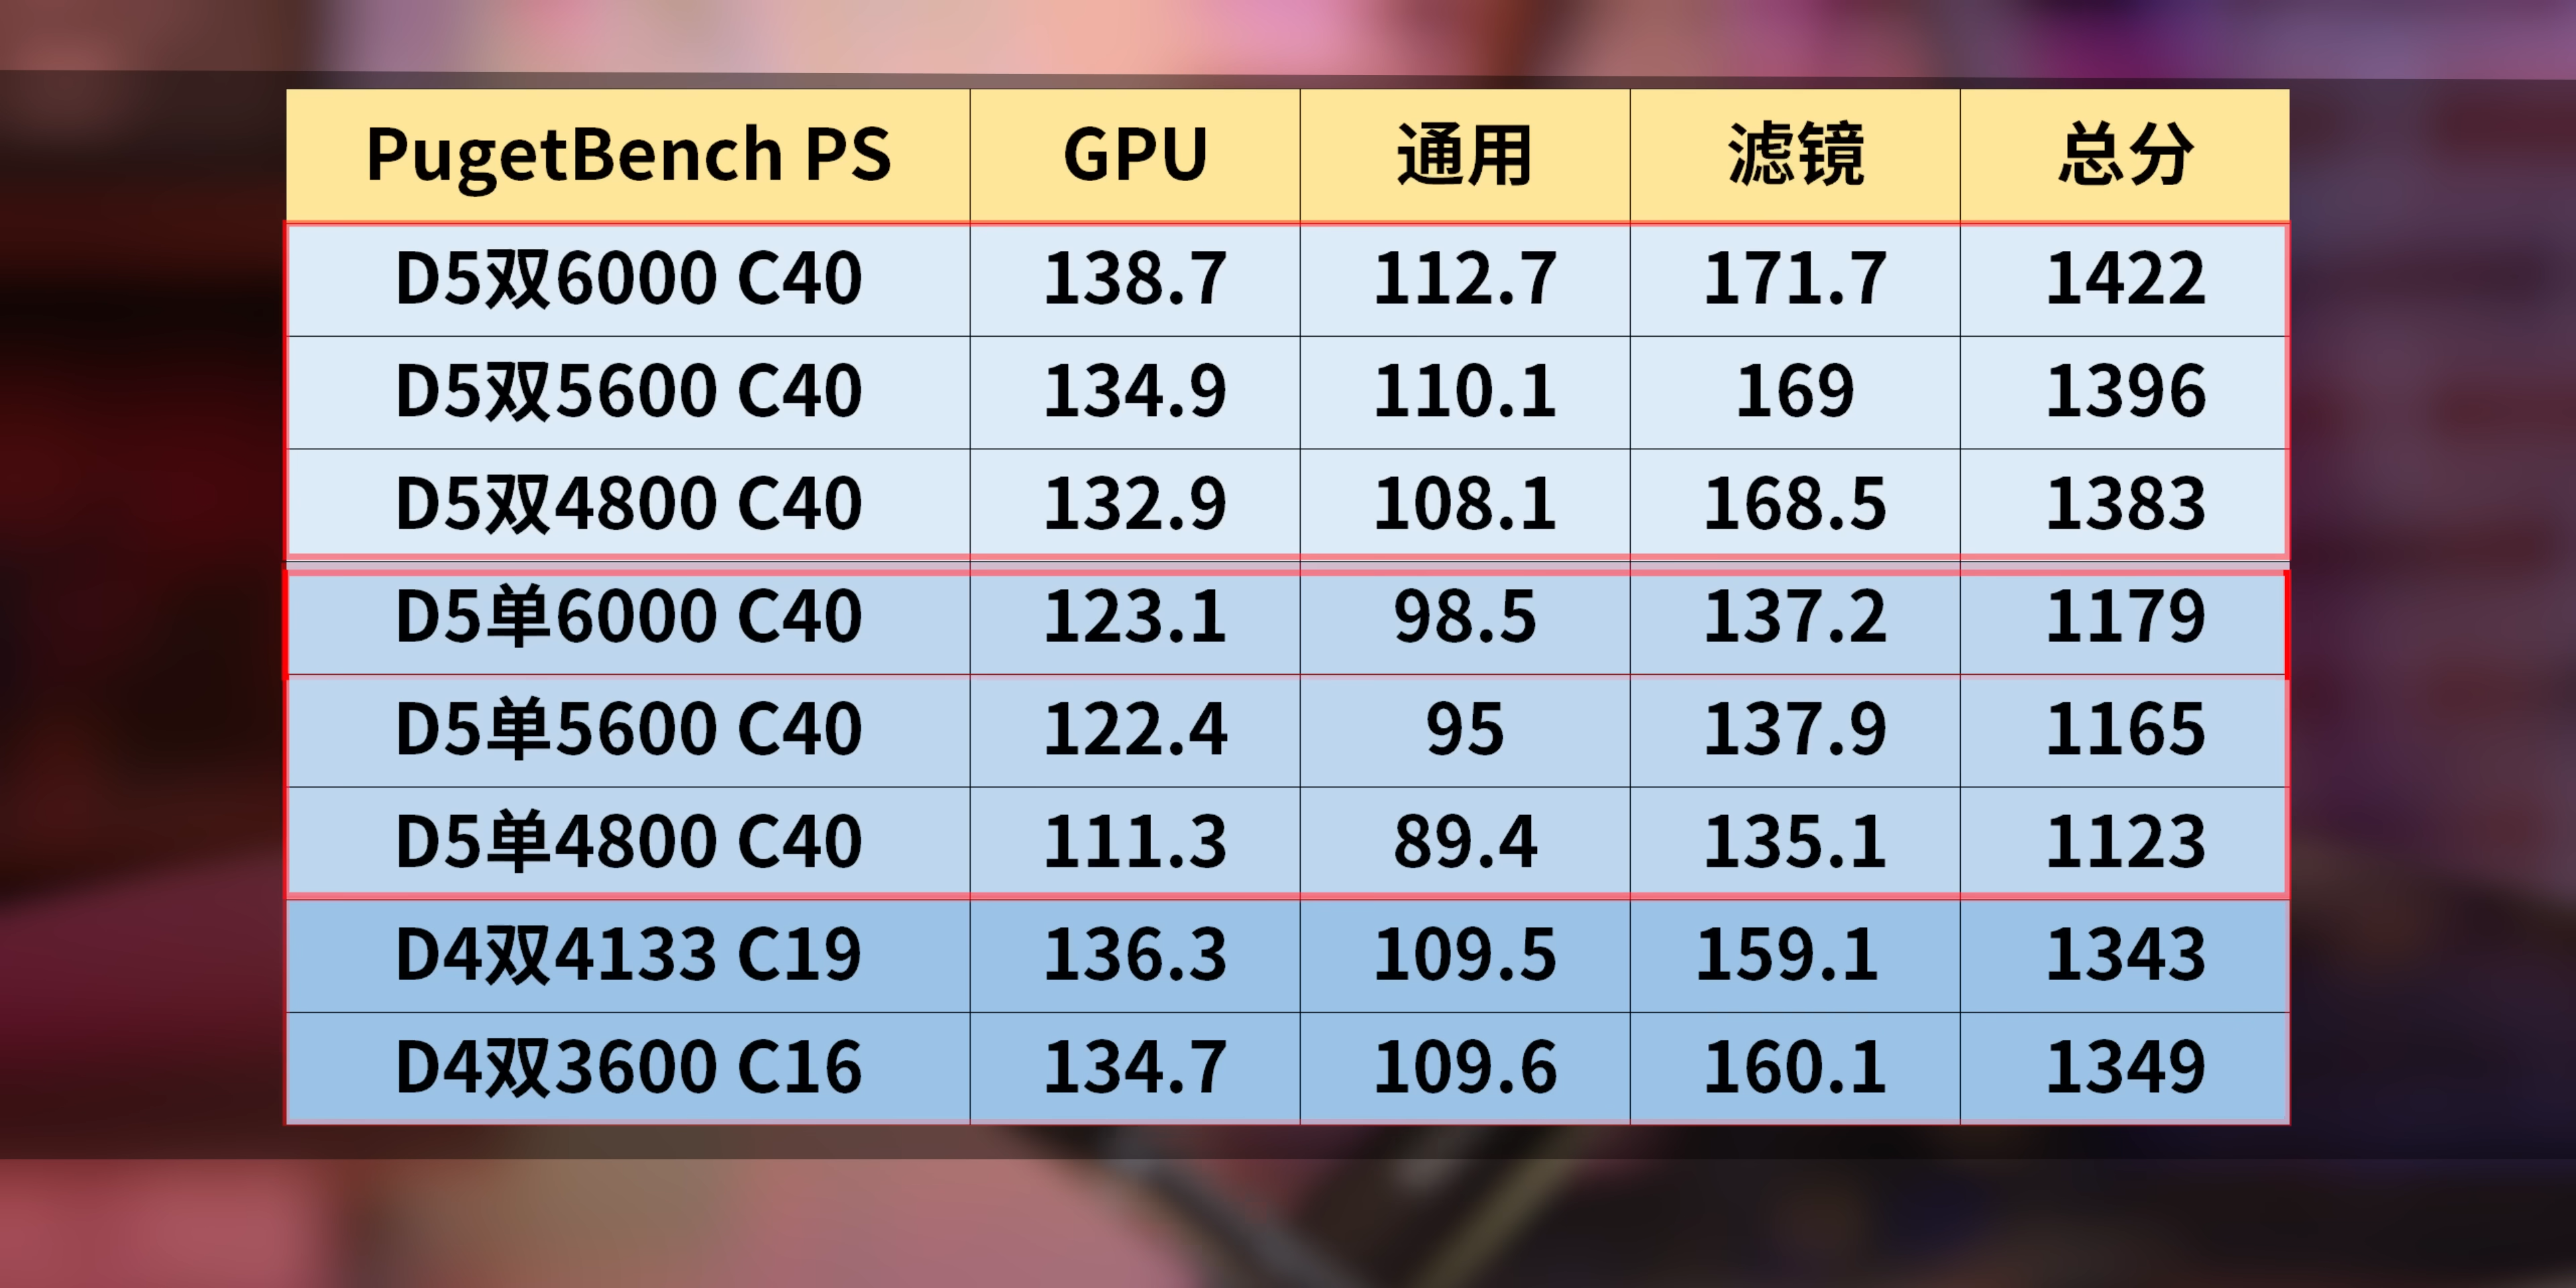 PugetBench PS GPU 通用 滤镜 总分
D5双6000 C40 138.7 112.7 171.7 1422
D5双5600 C40 134.9 110.1 169 1396
D5双4800 C40 132.9 108.1 168.5 1383
D5单6000 C40 123.1 98.5 137.2 1179
D5单5600 C40 122.4 95 137.9 1165
D5单4800 C40 111.3 89.4 135.1 1123
D4双4133 C19 136.3 109.5 159.1 1343
D4双3600 C16 134.7 109.6 160.1 1349